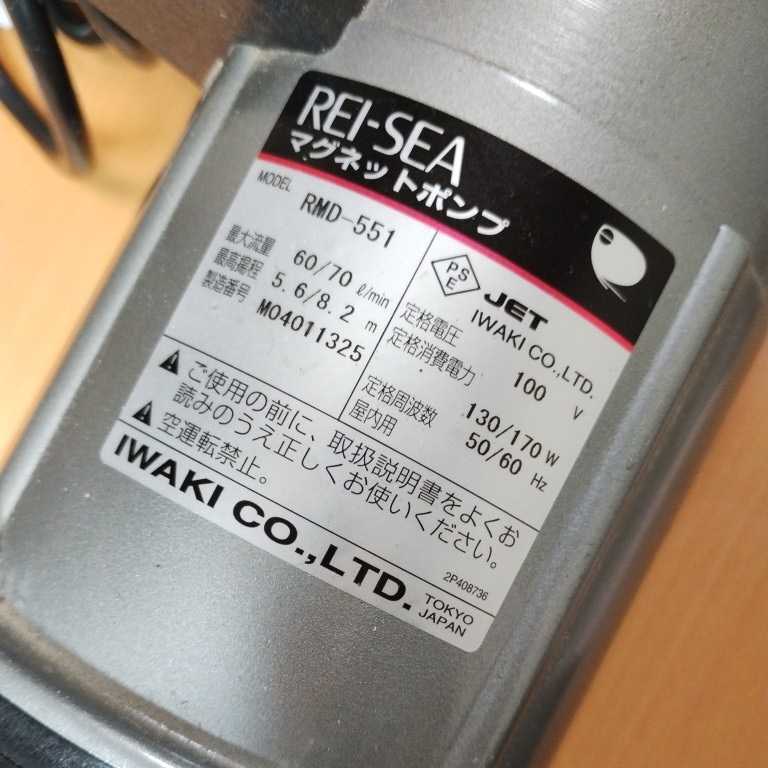 REI-SEA
マグネットポンプ
MODEL RMD-551
最大流量 60/70 ℓ/min
最高揚程 5.6/8.2 m
製造番号 M04011325
PSE JET
IWAKI CO.,LTD.
定格電圧 100 V
定格消費電力 130/170 W
定格周波数 50/60 Hz
屋内用
ご使用の前に、取扱説明書をよくお
読みのうえ正しくお使いください。
空運転禁止。
2P408736
IWAKI CO.,LTD. TOKYO JAPAN